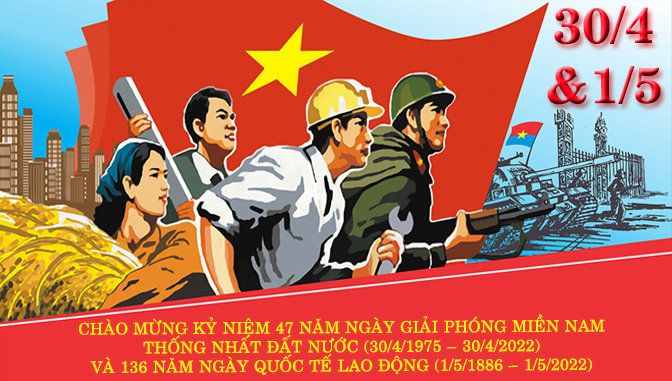 30/4
& 1/5
CHÀO MỪNG KỶ NIỆM 47 NĂM NGÀY GIẢI PHÓNG MIỀN NAM
THỐNG NHẤT ĐẤT NƯỚC (30/4/1975 – 30/4/2022)
VÀ 136 NĂM NGÀY QUỐC TẾ LAO ĐỘNG (1/5/1886 – 1/5/2022)